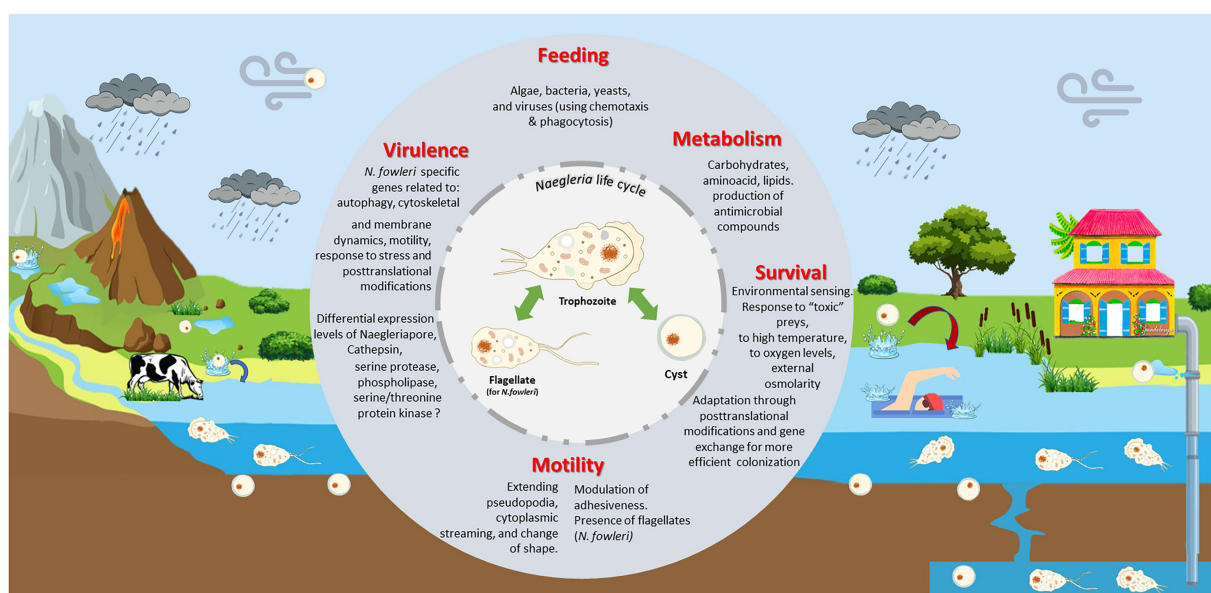 Feeding
Algae, bacteria, yeasts,
and viruses (using chemotaxis
& phagocytosis)
Metabolism
Carbohydrates,
aminoacid, lipids.
production of
antimicrobial
compounds
Survival
Environmental sensing.
Response to “toxic”
preys,
to high temperature,
to oxygen levels,
external
osmolarity
Adaptation through
posttranslational
modifications and gene
exchange for more
efficient colonization
Motility
Extending
pseudopodia,
cytoplasmic
streaming, and change
of shape.
Modulation of
adhesiveness.
Presence of flagellates
(N. fowleri)
Virulence
N. fowleri specific
genes related to:
autophagy, cytoskeletal
and membrane
dynamics, motility,
response to stress and
posttranslational
modifications
Differential expression
levels of Naegleriapore,
Cathepsin,
serine protease,
phospholipase,
serine/threonine
protein kinase ?
Naegleria life cycle
Trophozoite
Flagellate
(for N.fowleri)
Cyst